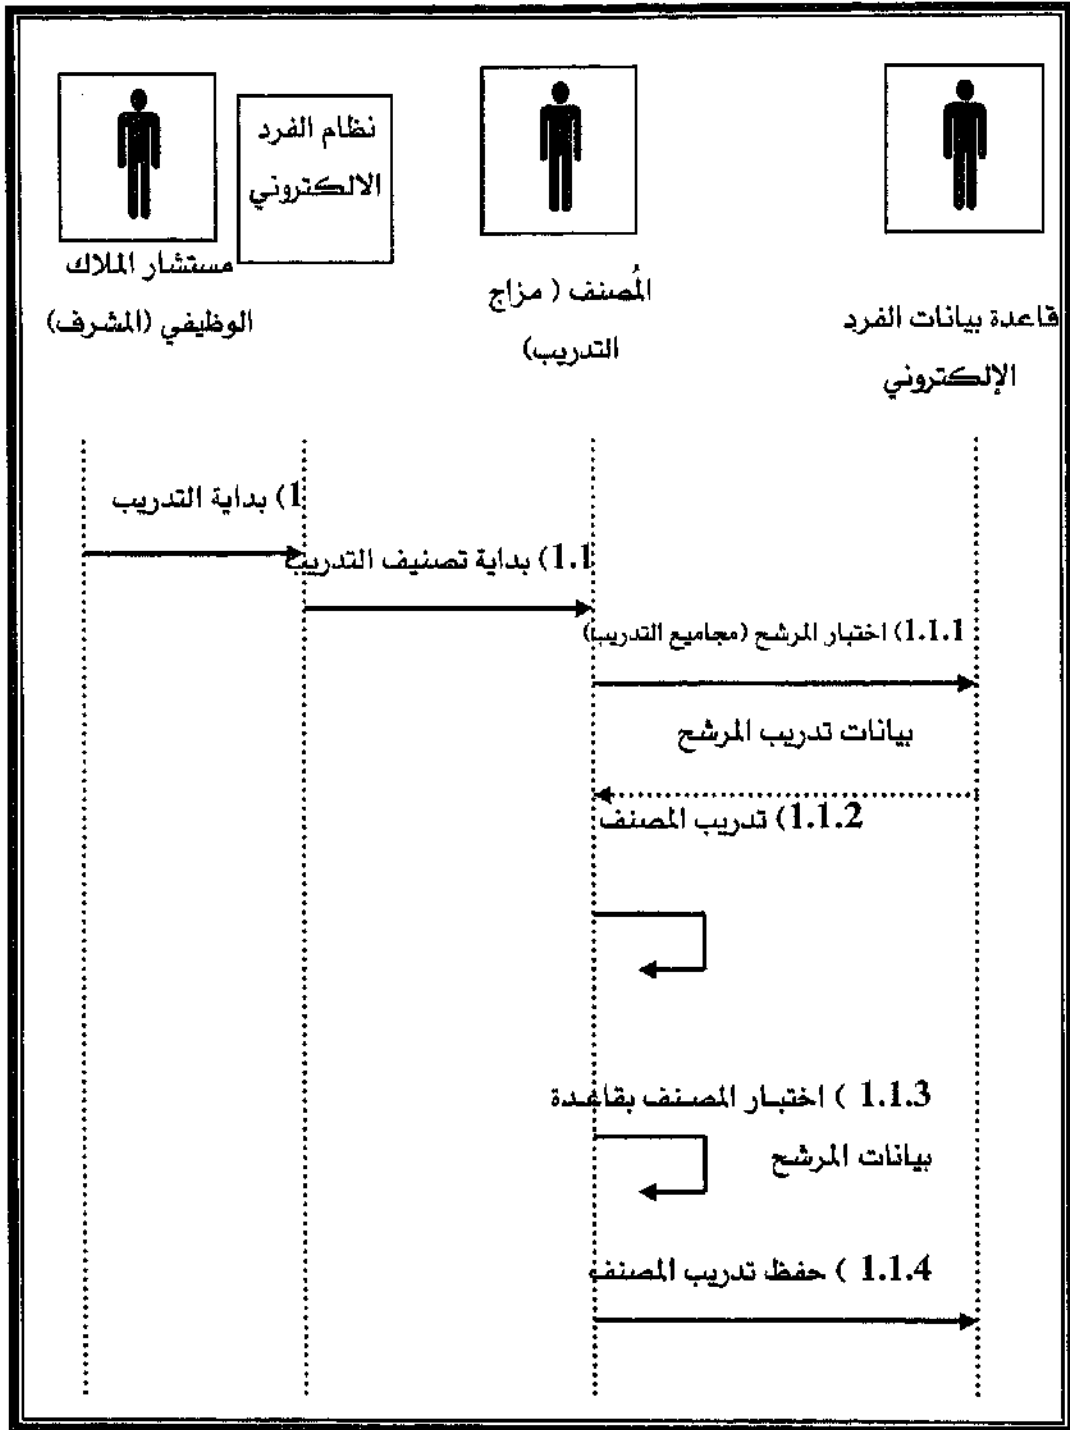 مستشار الملاك
الوظيفي (المشرف)
نظام الفرد
الالكتروني
المُصنف ( مزاج
التدريب)
قاعدة بيانات الفرد
الإلكتروني
1) بداية التدريب
1.1) بداية تصنيف التدريب
1.1.1) اختبار المرشح (مجاميع التدريب)
بيانات تدريب المرشح
1.1.2) تدريب المصنف
1.1.3 ) اختبار المصنف بقاعدة
بيانات المرشح
1.1.4 ) حفظ تدريب المصنف